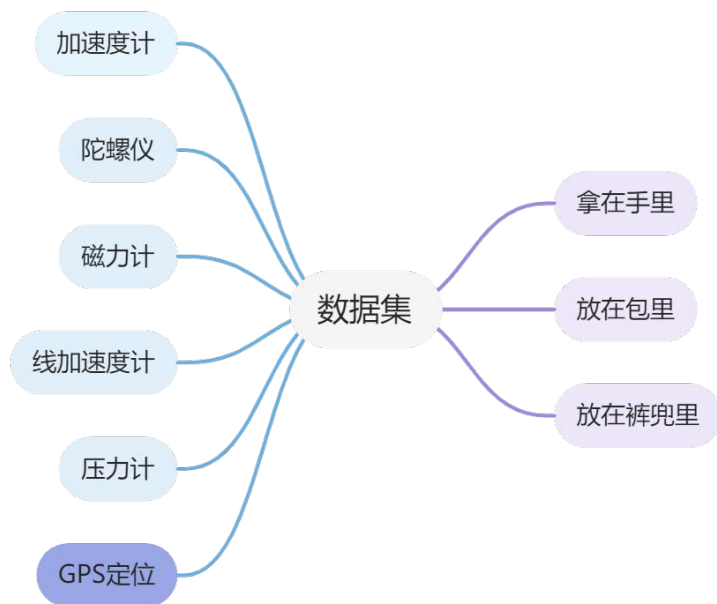 加速度计
陀螺仪
磁力计
线加速度计
压力计
GPS定位
数据集
拿在手里
放在包里
放在裤兜里